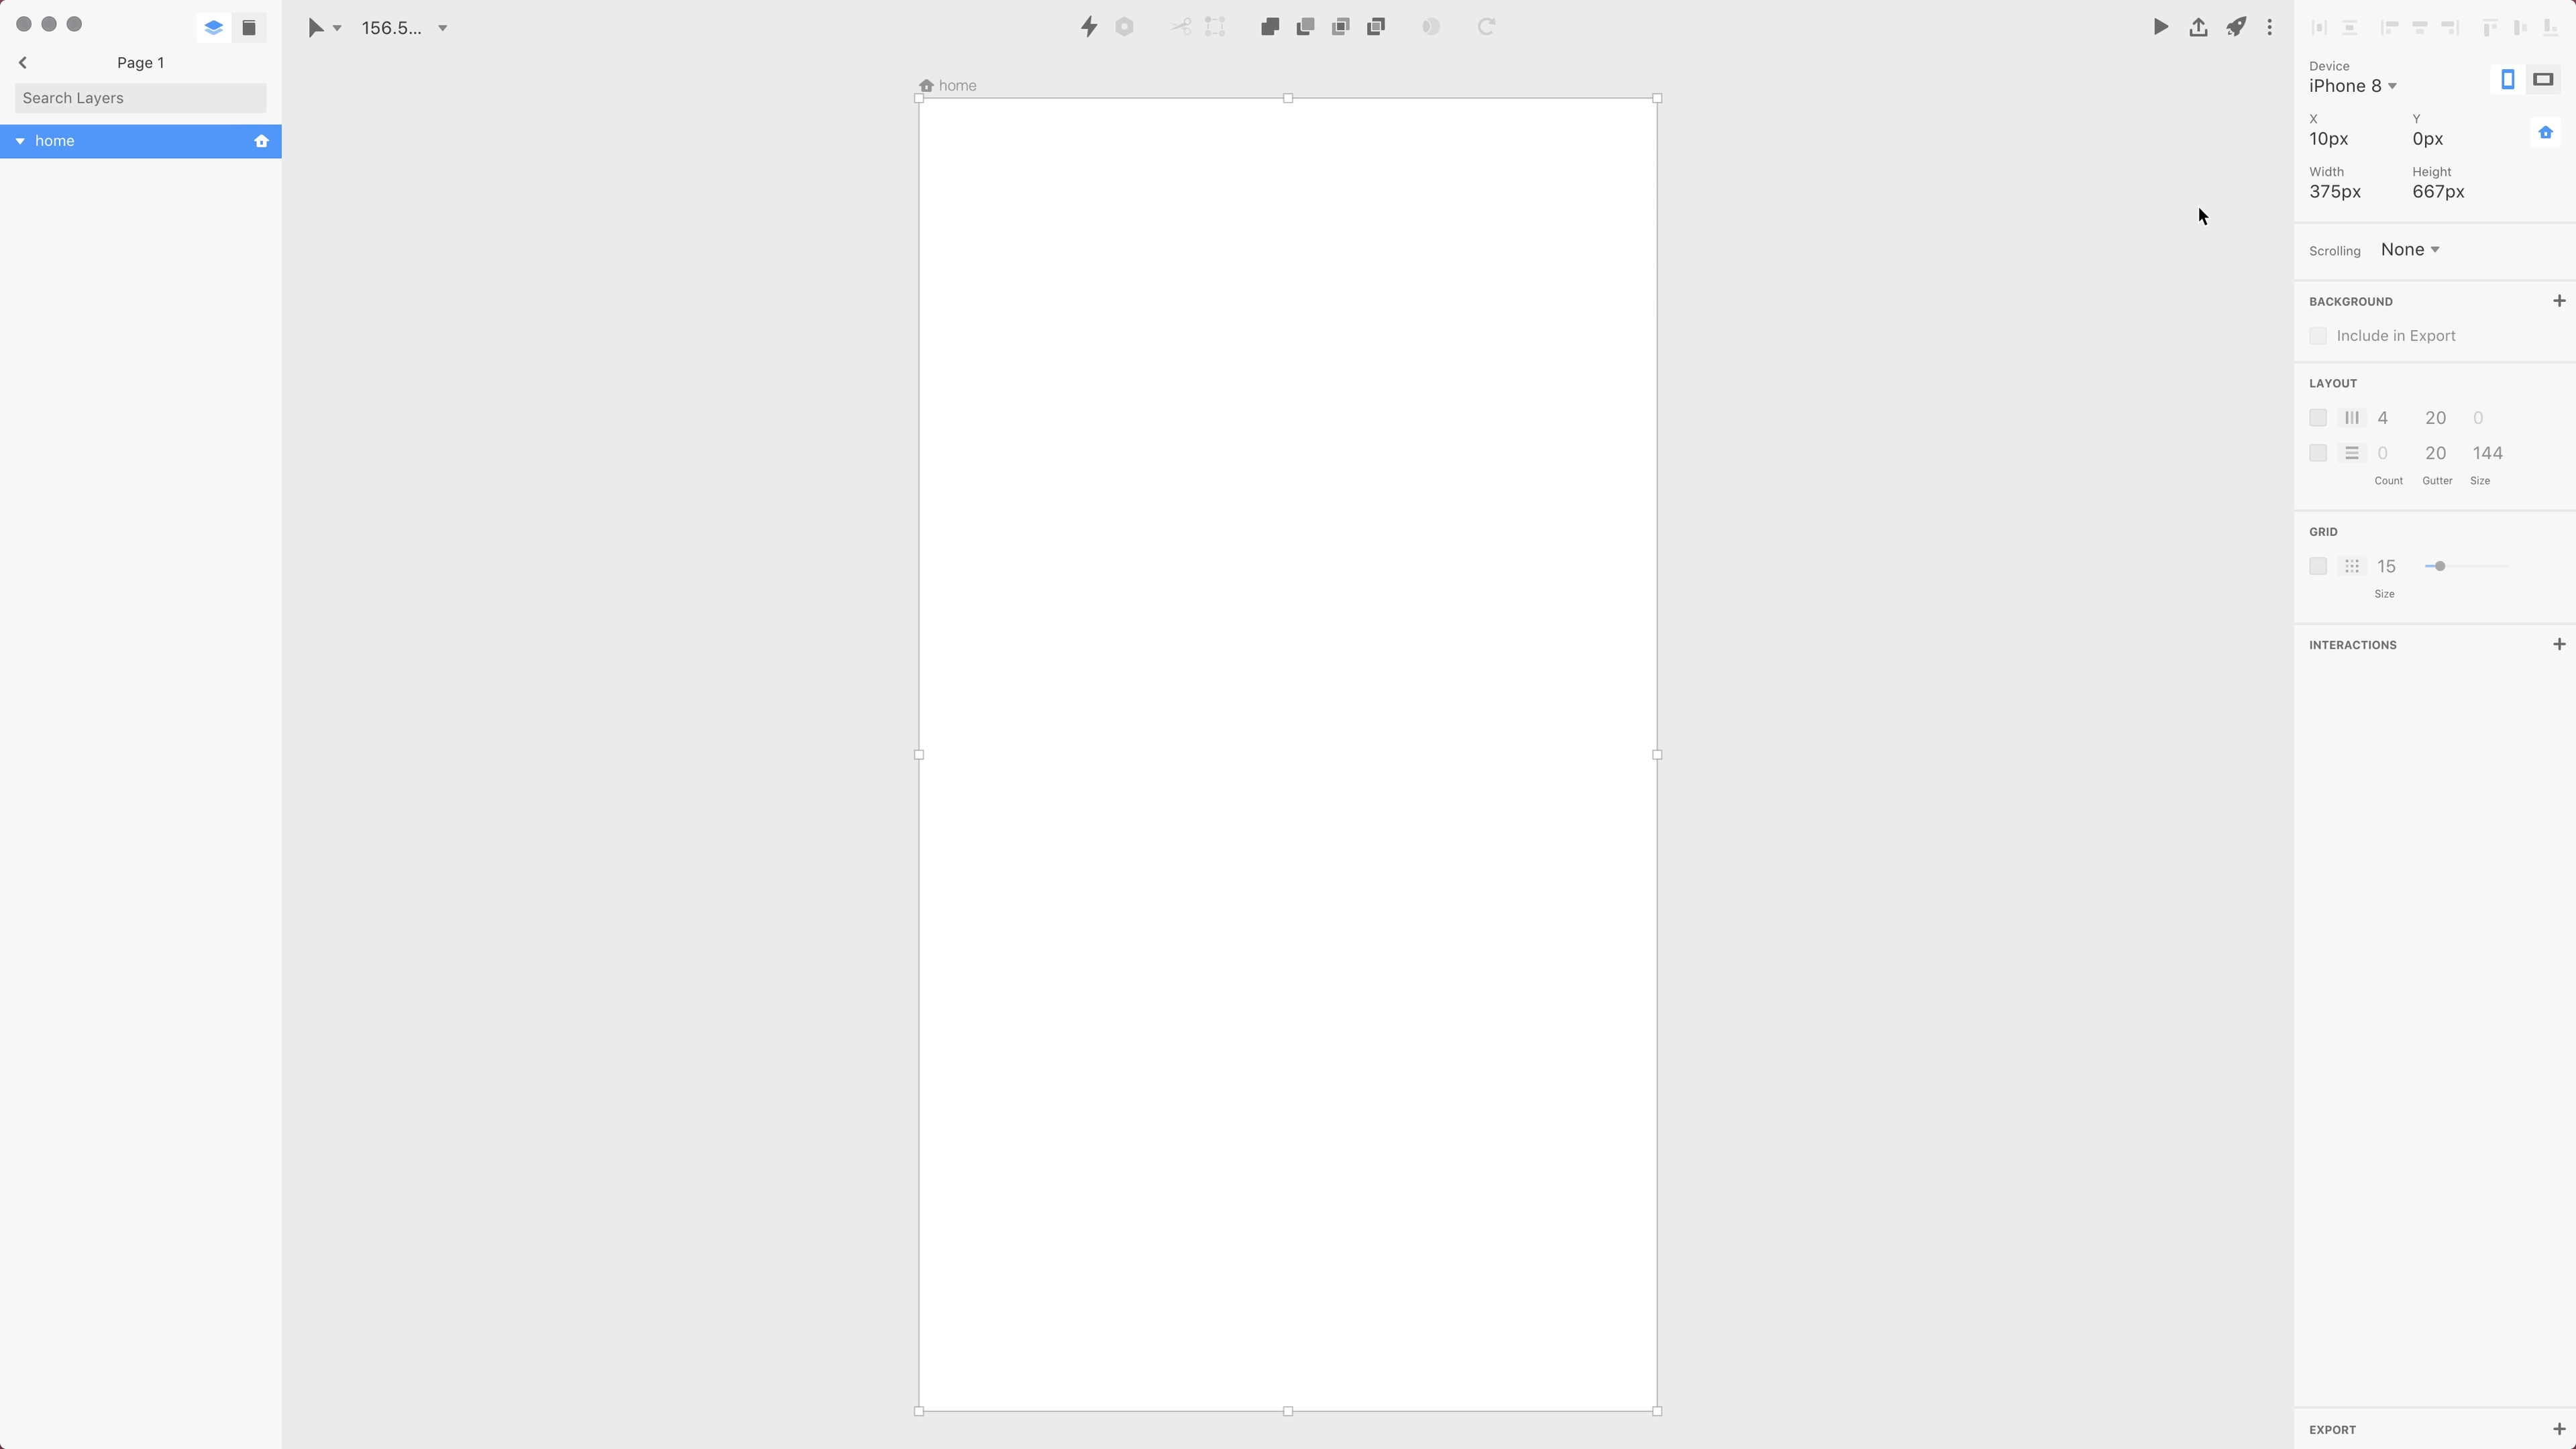 Page 1
Search Layers
home
156.5...
home
Device
iPhone 8
X Y
10px 0px
Width Height
375px 667px
Scrolling None
BACKGROUND
Include in Export
LAYOUT
4 20 0
0 20 144
Count Gutter Size
GRID
15
Size
INTERACTIONS
EXPORT